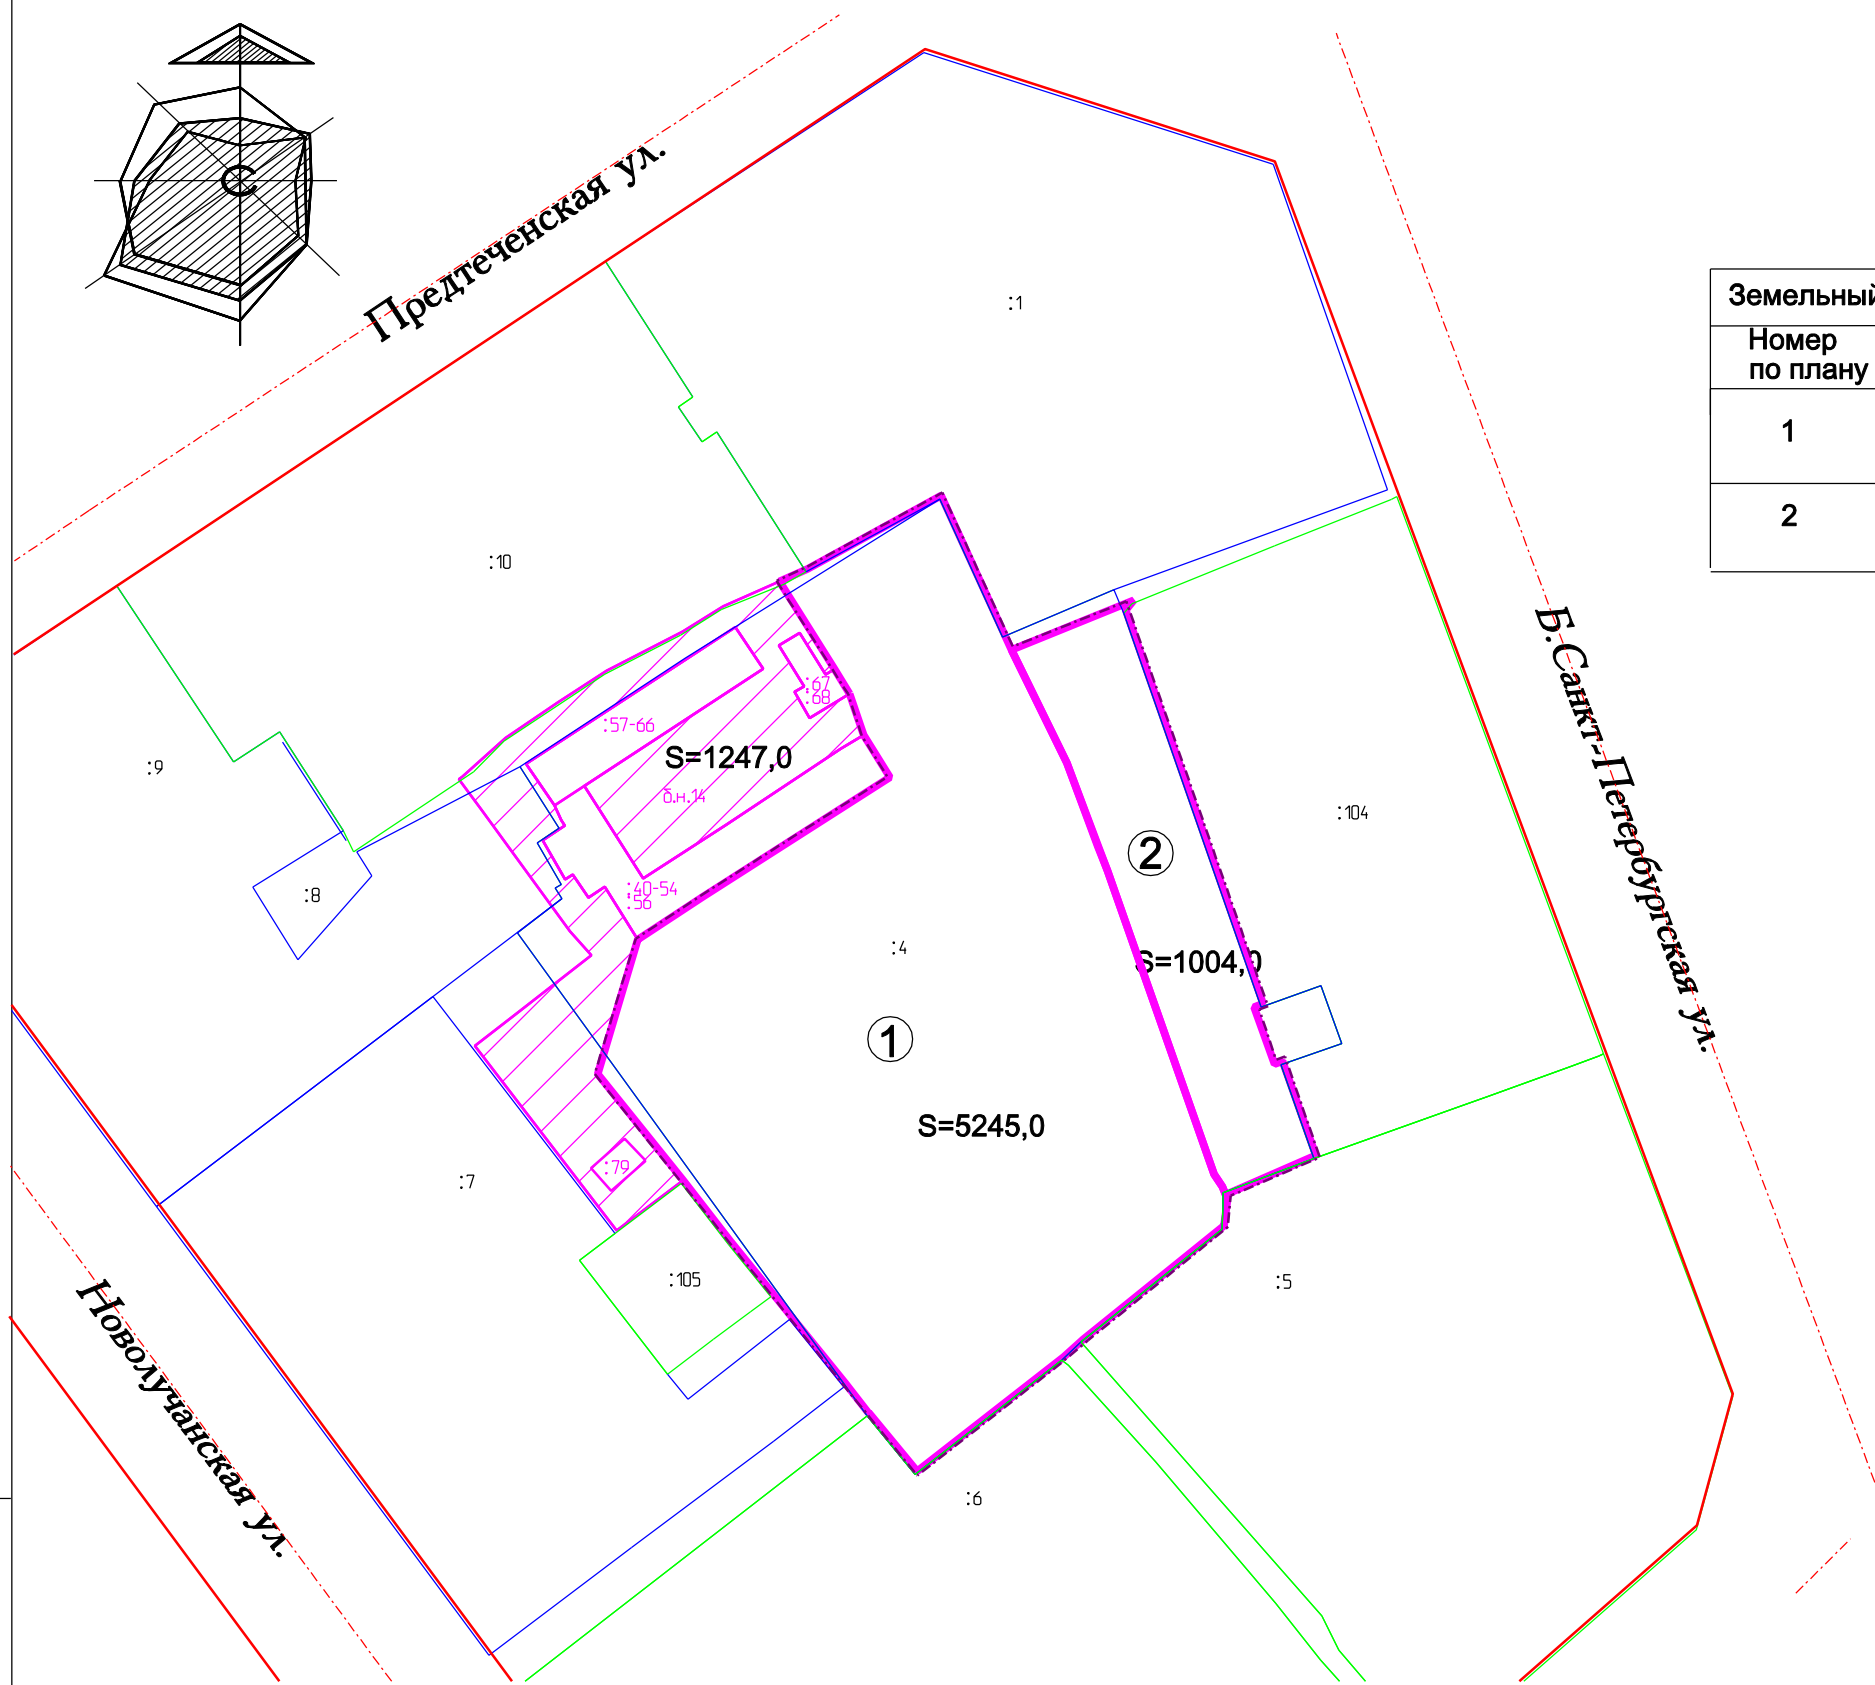 С
Предтеченская ул.
:1
Земельный
Номер
по плану
1
2
:10
Б.Санкт-Петербургская ул.
:67
:68
:57-66
S=1247,0
:9
б.н.14
:104
2
:8
:40-54
:56
:4
S=1004,0
1
S=5245,0
:79
:7
:105
:5
Новолучанская ул.
:6